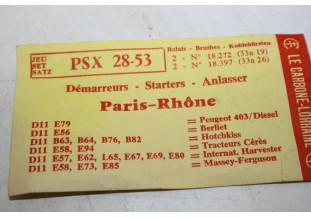 JEU
SET
SATZ
PSX 28-53
Balais - Brushes - Kohlebürsten
2 - N° 18.272 (33a 19)
2 - N° 18.397 (33a 26)
Démarreurs - Starters - Anlasser
Paris-Rhône
D11 E79 = Peugeot 403/Diesel
D11 E56 = Berliet
D11 B63, B64, B76, B82 = Hotchkiss
D11 E58, E94 = Tracteurs Cérès
D11 E57, E62, L65, E67, E69, E80 = Internat. Harvester
D11 E58, E73, E85 = Massey-Ferguson
LE CARBONE-LORRAINE